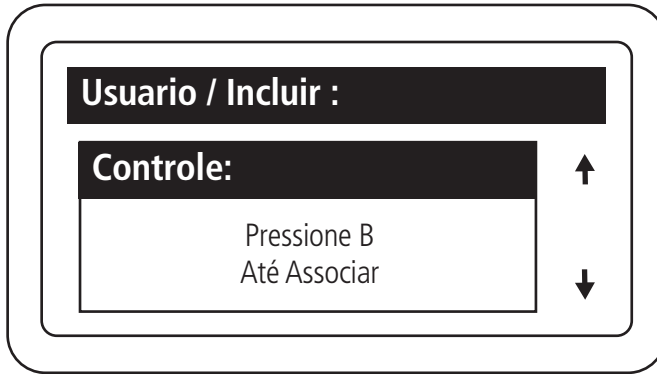 Usuario / Incluir :
Controle:
Pressione B
Até Associar